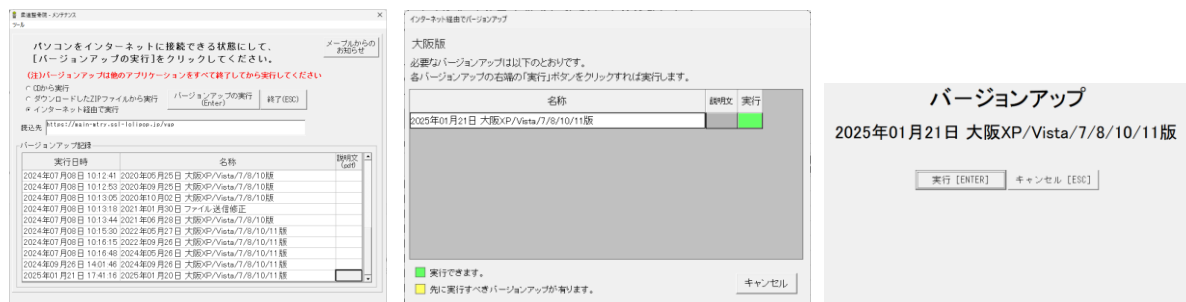 柔道整骨院 - メンテナンス
ツール
パソコンをインターネットに接続できる状態にして、
[バージョンアップの実行]をクリックしてください。
メープルからの
お知らせ
(注)バージョンアップは他のアプリケーションをすべて終了してから実行してください
CDから実行
ダウンロードしたZIPファイルから実行
インターネット経由で実行
バージョンアップの実行
(Enter)
終了(ESC)
読込先
https://main-mtrv.ssl-lolipop.jp/vup
バージョンアップ記録
実行日時 名称 説明文
(pdf)
2024年07月08日 10:12:41 2020年05月25日 大阪XP/Vista/7/8/10版
2024年07月08日 10:12:53 2020年09月25日 大阪XP/Vista/7/8/10版
2024年07月08日 10:13:05 2020年10月02日 大阪XP/Vista/7/8/10版
2024年07月08日 10:13:18 2021年01月30日 ファイル送信修正
2024年07月08日 10:13:44 2021年06月28日 大阪XP/Vista/7/8/10版
2024年07月08日 10:15:30 2022年05月27日 大阪XP/Vista/7/8/10/11版
2024年07月08日 10:16:15 2022年09月26日 大阪XP/Vista/7/8/10/11版
2024年07月08日 10:16:48 2024年05月26日 大阪XP/Vista/7/8/10/11版
2024年09月26日 14:01:46 2024年09月26日 大阪XP/Vista/7/8/10/11版
2025年01月21日 17:41:16 2025年01月20日 大阪XP/Vista/7/8/10/11版
インターネット経由でバージョンアップ
大阪版
必要なバージョンアップは以下のとおりです。
各バージョンアップの右端の「実行」ボタンをクリックすれば実行します。
名称 説明文 実行
2025年01月21日 大阪XP/Vista/7/8/10/11版
実行できます。
先に実行すべきバージョンアップが有ります。
キャンセル
バージョンアップ
2025年01月21日 大阪XP/Vista/7/8/10/11版
実行 [ENTER]
キャンセル [ESC]